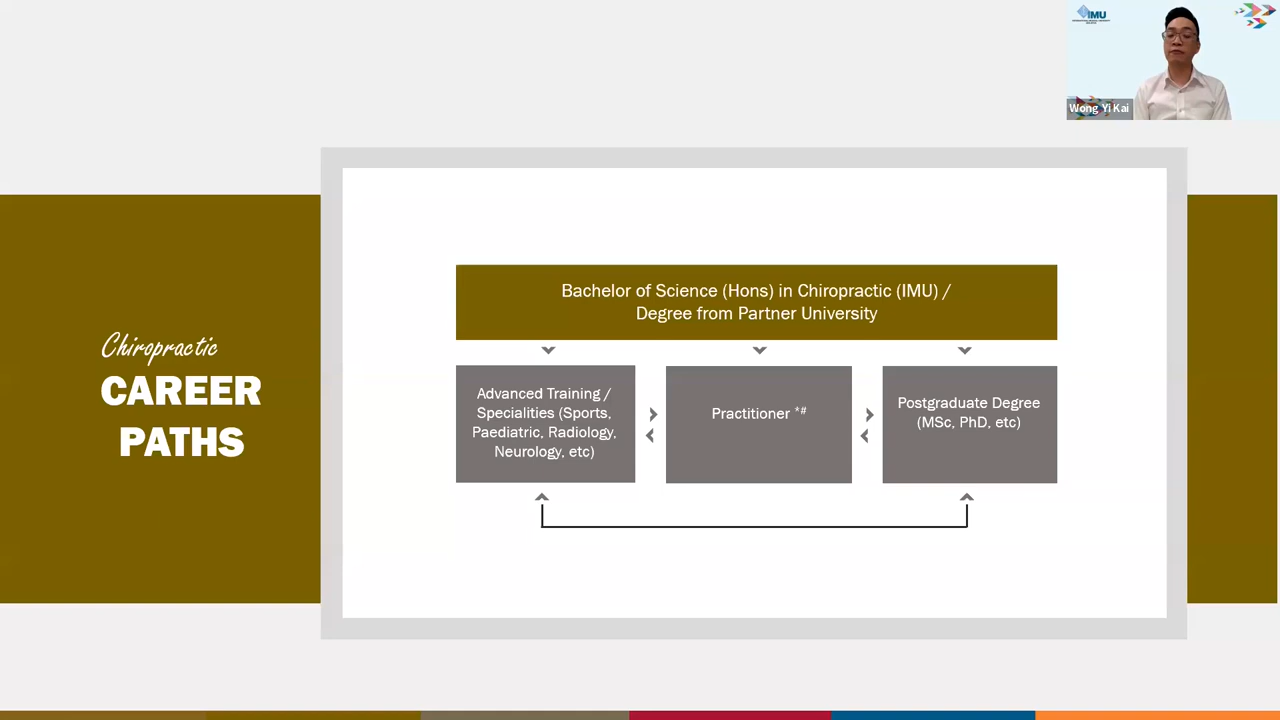 IMU
Wong Yi Kai
Chiropractic
CAREER
PATHS
Bachelor of Science (Hons) in Chiropractic (IMU) /
Degree from Partner University
Advanced Training /
Specialities (Sports,
Paediatric, Radiology,
Neurology, etc)
Practitioner *#
Postgraduate Degree
(MSc, PhD, etc)